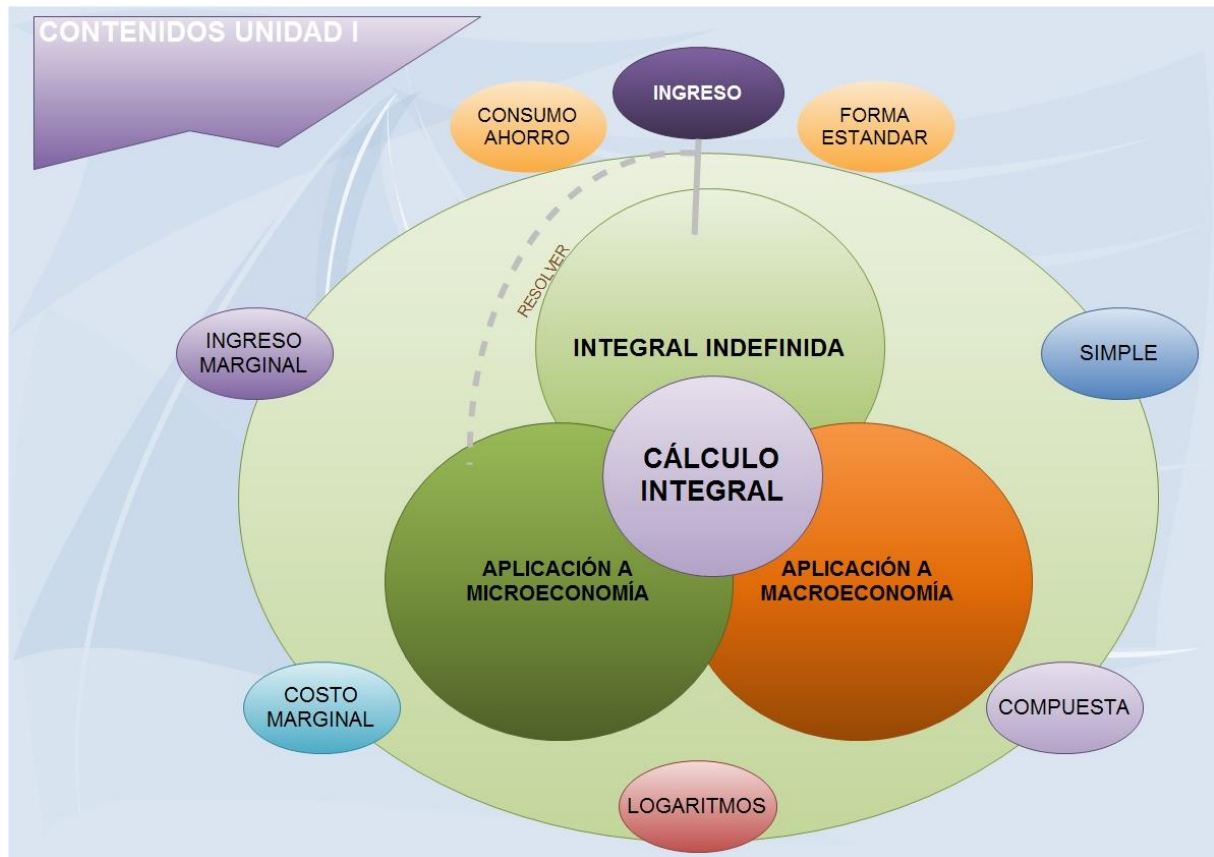 CONTENIDOS UNIDAD I
INGRESO
CONSUMO
AHORRO
FORMA
ESTANDAR
RESOLVER
INGRESO
MARGINAL
INTEGRAL INDEFINIDA
SIMPLE
CÁLCULO
INTEGRAL
APLICACIÓN A
MICROECONOMÍA
APLICACIÓN A
MACROECONOMÍA
COSTO
MARGINAL
COMPUESTA
LOGARITMOS